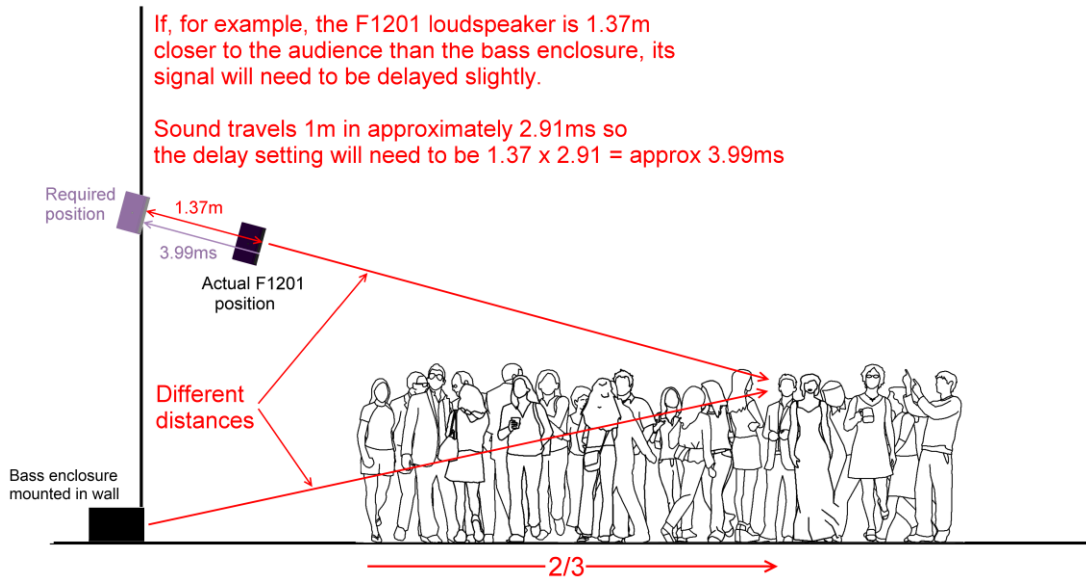 If, for example, the F1201 loudspeaker is 1.37m
closer to the audience than the bass enclosure, its
signal will need to be delayed slightly.
Sound travels 1m in approximately 2.91ms so
the delay setting will need to be 1.37 x 2.91 = approx 3.99ms
Required
position
1.37m
3.99ms
Actual F1201
position
Different
distances
Bass enclosure
mounted in wall
2/3